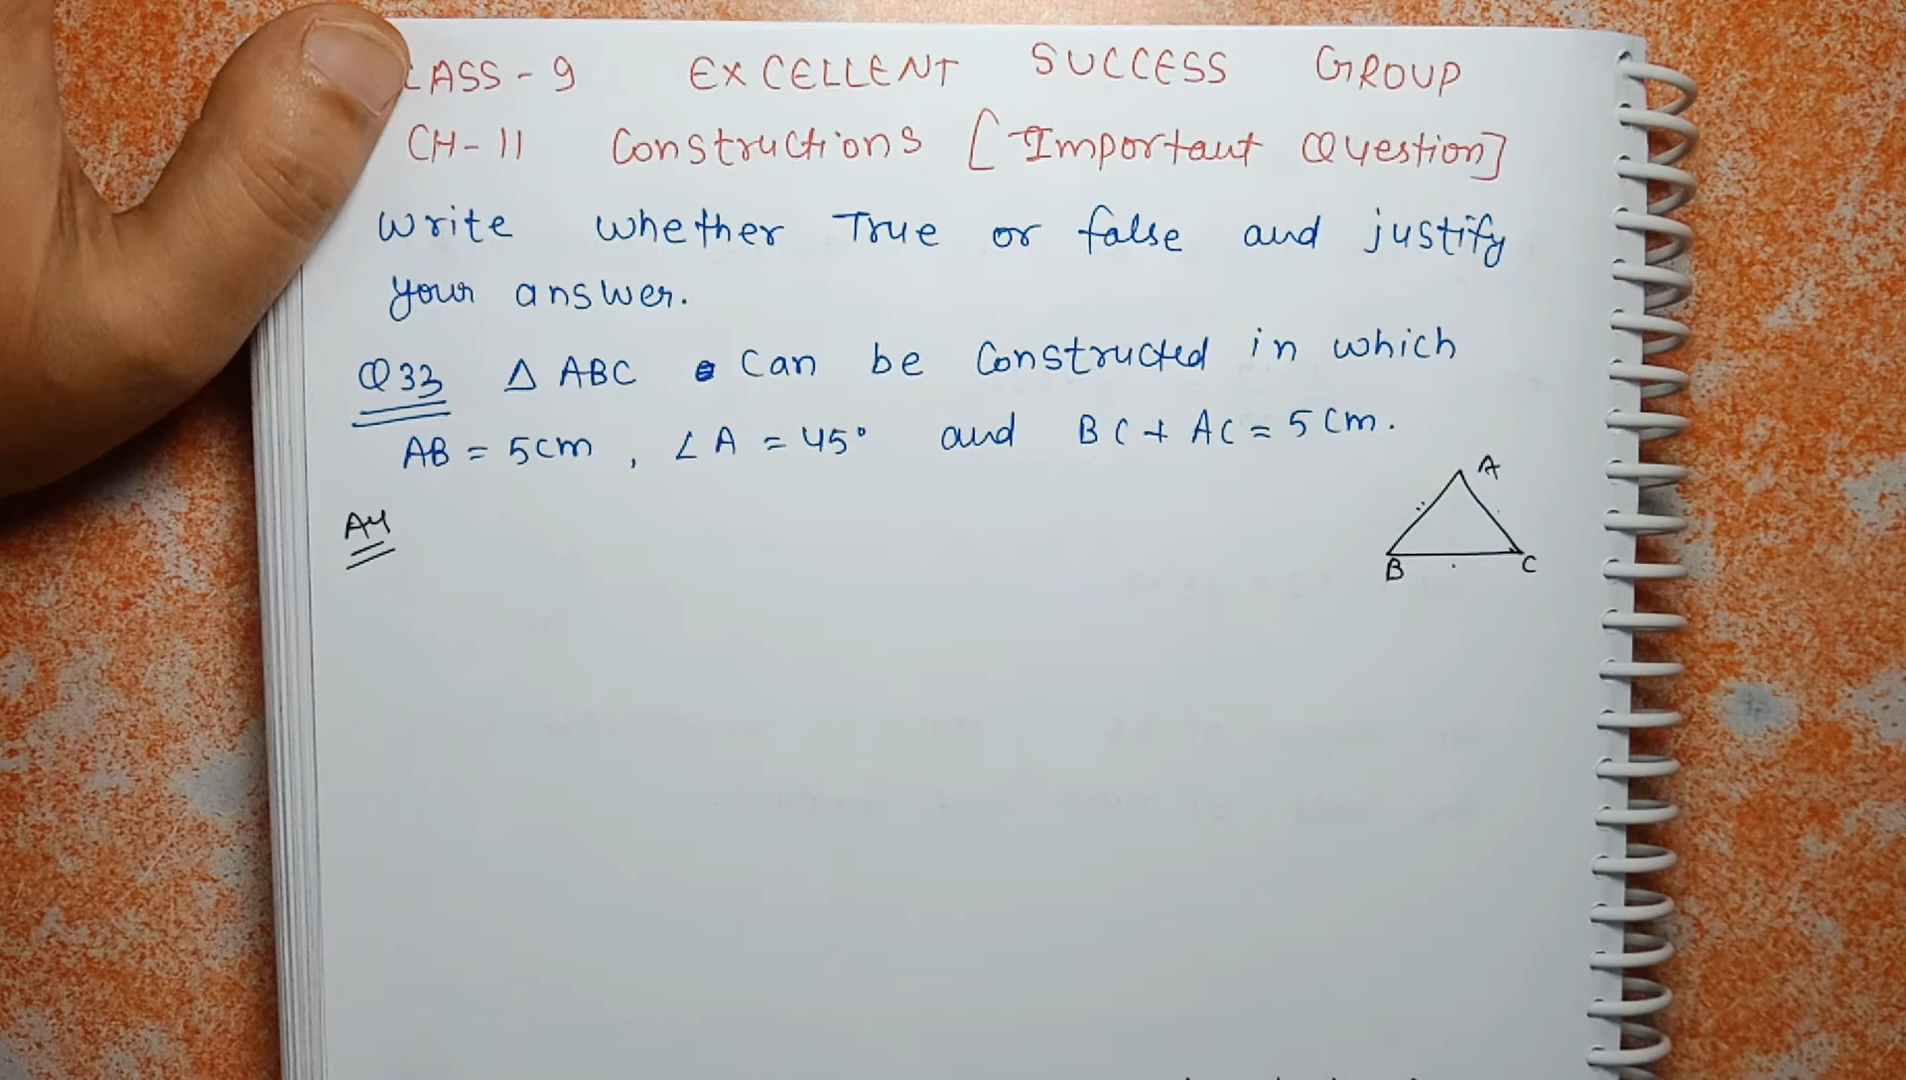 LASS - 9 EXCELLENT SUCCESS GROUP
CH - 11 Constructions [Important Question]
Write whether True or false and justify
your answer.
Q33 △ ABC Can be Constructed in which
AB = 5cm , ∠A = 45° and BC + AC = 5 cm.
A
B C